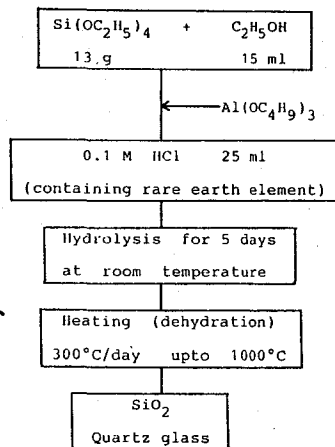 Si(OC2H5)4 + C2H5OH
13 g 15 ml
Al(OC4H9)3
0.1 M HCl 25 ml
(containing rare earth element)
Hydrolysis for 5 days
at room temperature
Heating (dehydration)
300°C/day upto 1000°C
SiO2
Quartz glass